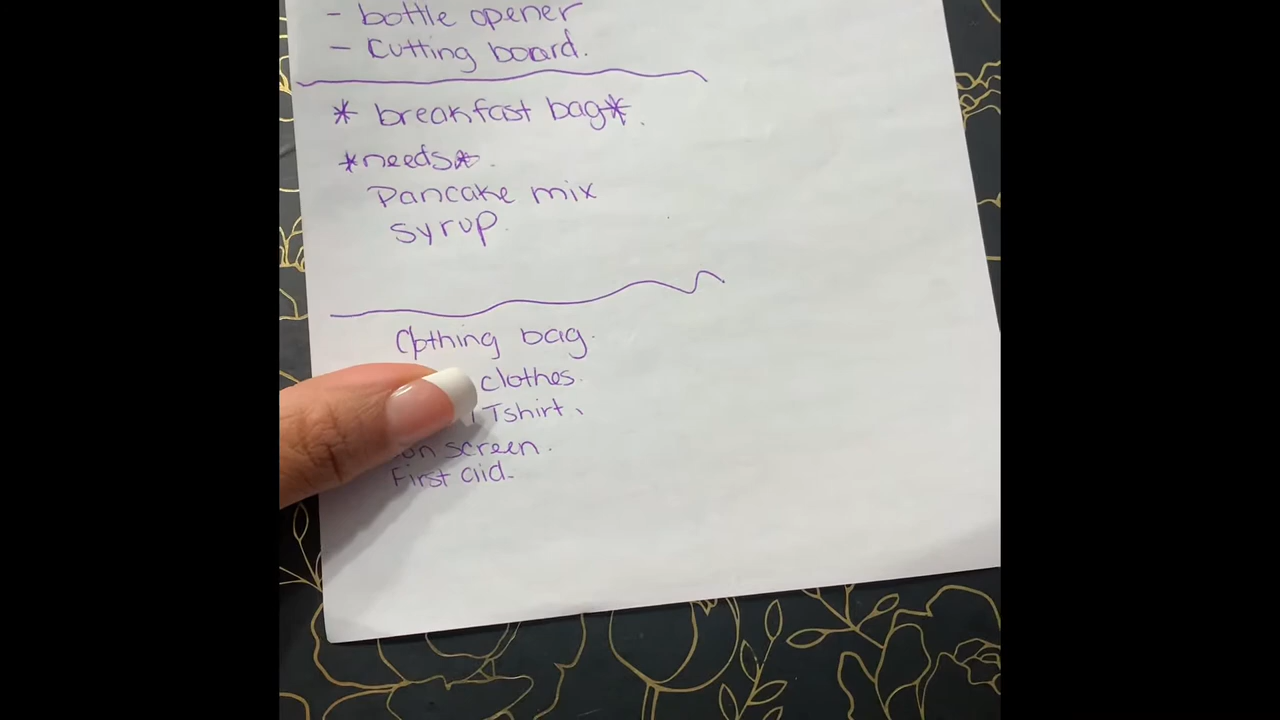 - bottle opener
- Cutting board.
* breakfast bag*.
*needs*.
Pancake mix
syrup.
Clothing bag.
clothes.
Tshirt.
screen.
First aid-